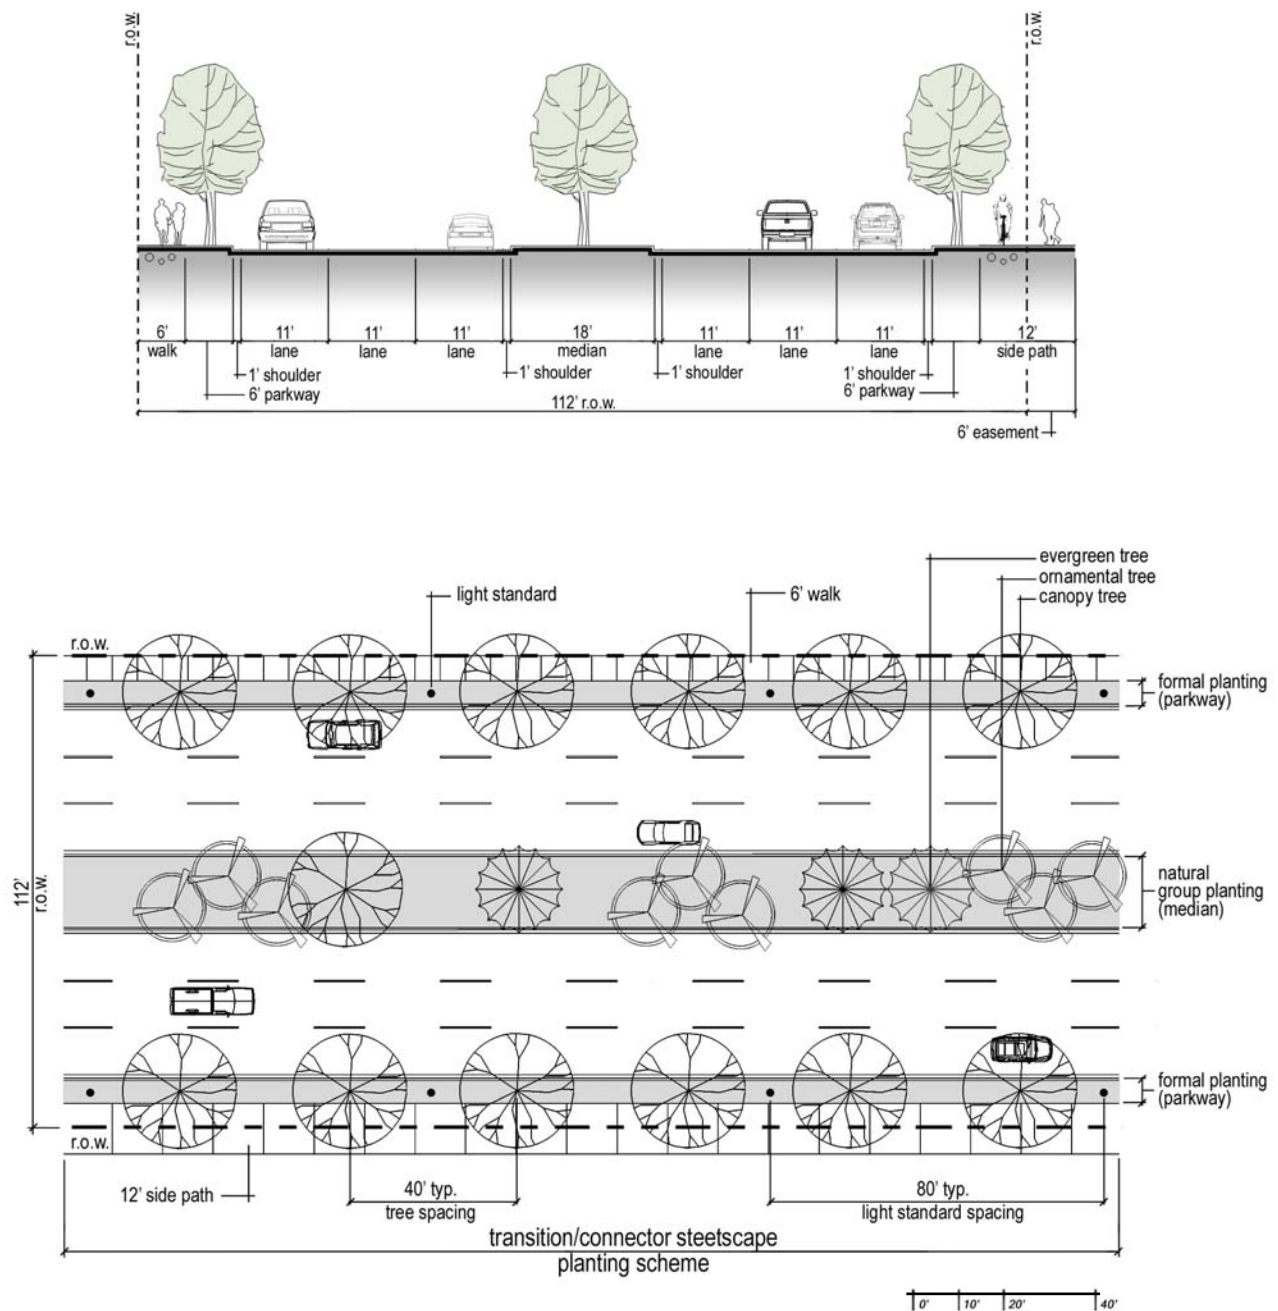 r.o.w.
r.o.w.
6' 11' 11' 11' 18' 11' 11' 11' 12'
walk lane lane lane median lane lane lane side path
1' shoulder 1' shoulder 1' shoulder 1' shoulder
6' parkway 6' parkway
112' r.o.w.
6' easement
evergreen tree
ornamental tree
canopy tree
light standard
6' walk
r.o.w.
formal planting
(parkway)
112'
r.o.w.
natural
group planting
(median)
formal planting
(parkway)
r.o.w.
12' side path
40' typ.
tree spacing
80' typ.
light standard spacing
transition/connector steetscape
planting scheme
0' 10' 20' 40'